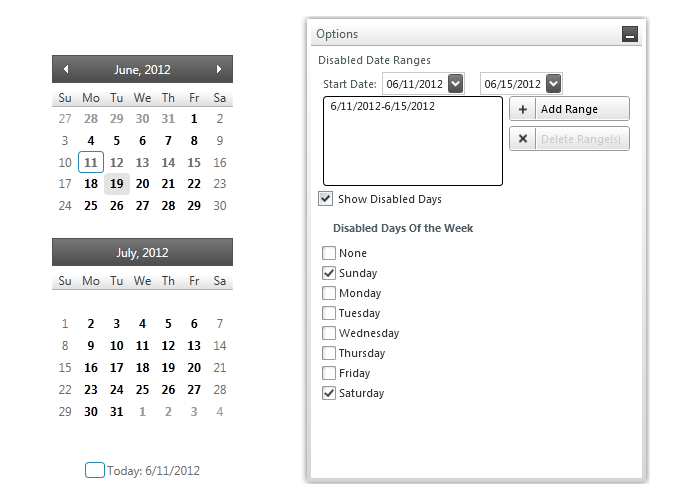 June, 2012
Su Mo Tu We Th Fr Sa
27 28 29 30 31 1 2
3 4 5 6 7 8 9
10 11 12 13 14 15 16
17 18 19 20 21 22 23
24 25 26 27 28 29 30
July, 2012
Su Mo Tu We Th Fr Sa
1 2 3 4 5 6 7
8 9 10 11 12 13 14
15 16 17 18 19 20 21
22 23 24 25 26 27 28
29 30 31 1 2 3 4
Today: 6/11/2012
Options
Disabled Date Ranges
Start Date: 06/11/2012 06/15/2012
6/11/2012-6/15/2012
Add Range
Delete Range(s)
Show Disabled Days
Disabled Days Of the Week
None
Sunday
Monday
Tuesday
Wednesday
Thursday
Friday
Saturday